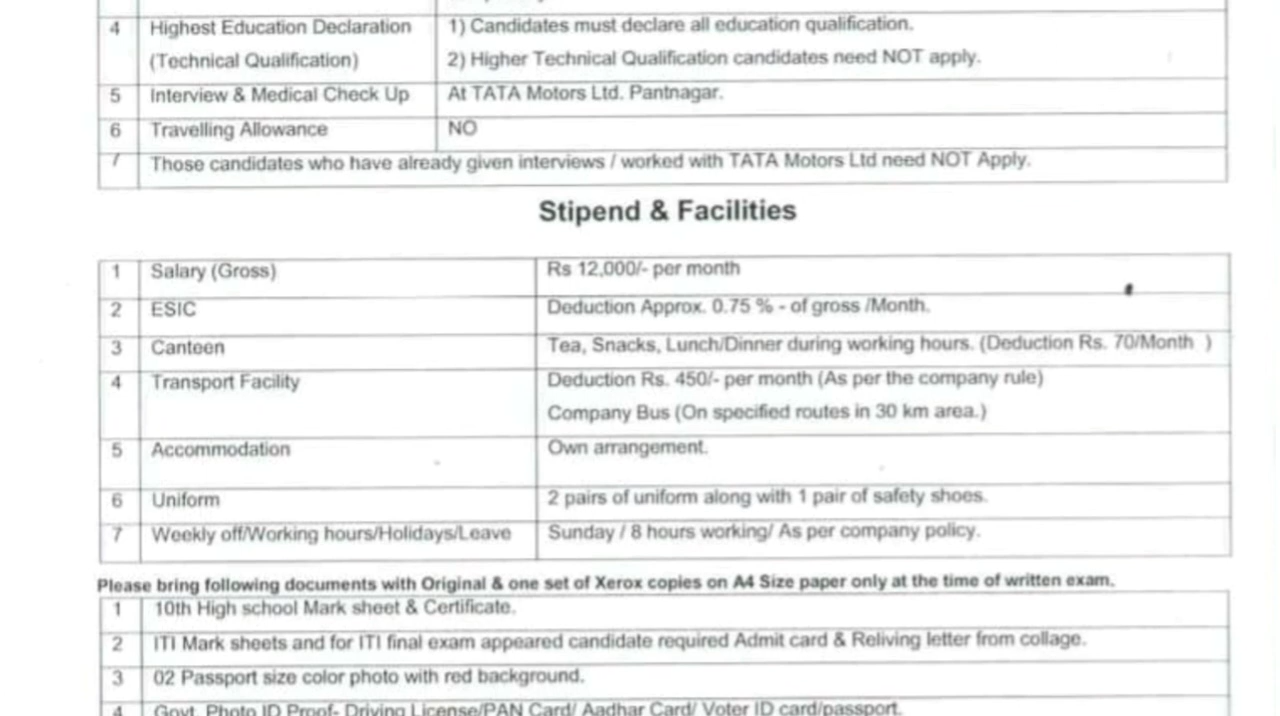 4 Highest Education Declaration 1) Candidates must declare all education qualification.
(Technical Qualification) 2) Higher Technical Qualification candidates need NOT apply.
5 Interview & Medical Check Up At TATA Motors Ltd. Pantnagar.
6 Travelling Allowance NO
7 Those candidates who have already given interviews / worked with TATA Motors Ltd need NOT Apply.
Stipend & Facilities
1 Salary (Gross) Rs 12,000/- per month
2 ESIC Deduction Approx. 0.75 % - of gross /Month.
3 Canteen Tea, Snacks, Lunch/Dinner during working hours. (Deduction Rs. 70/Month )
4 Transport Facility Deduction Rs. 450/- per month (As per the company rule)
Company Bus (On specified routes in 30 km area.)
5 Accommodation Own arrangement.
6 Uniform 2 pairs of uniform along with 1 pair of safety shoes.
7 Weekly off/Working hours/Holidays/Leave Sunday / 8 hours working/ As per company policy.
Please bring following documents with Original & one set of Xerox copies on A4 Size paper only at the time of written exam.
1 10th High school Mark sheet & Certificate.
2 ITI Mark sheets and for ITI final exam appeared candidate required Admit card & Reliving letter from collage.
3 02 Passport size color photo with red background.
4 Govt. Photo ID Proof- Driving License/PAN Card/ Aadhar Card/ Voter ID card/passport.